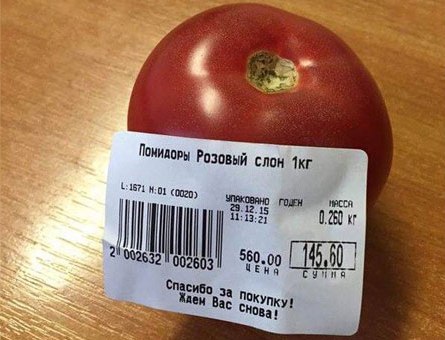 Помидоры Розовый слон 1кг
L:1671 Н:01 (0020)
УПАКОВАНО ГОДЕН МАССА
29.12.15 0.260 кг
11:13:21
560.00 145.60
ЦЕНА СУММА
2 002632 002603
Спасибо за покупку!
Ждем Вас снова!